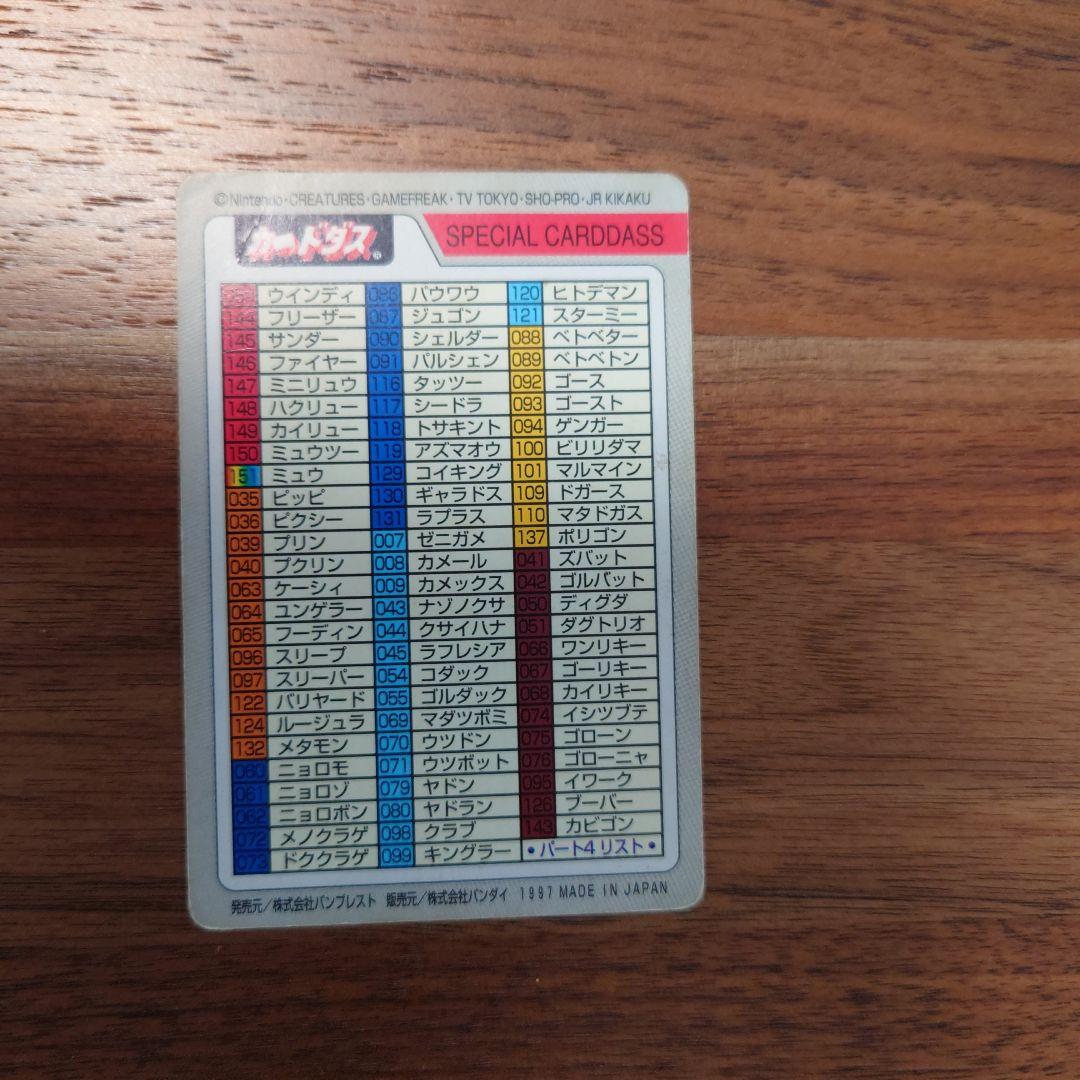 ©Nintendo・CREATURES・GAMEFREAK・TV TOKYO・SHO-PRO・JR KIKAKU
カードダス® SPECIAL CARDDASS
059 ウインディ 086 パウワウ 120 ヒトデマン
144 フリーザー 087 ジュゴン 121 スターミー
145 サンダー 090 シェルダー 088 ベトベター
146 ファイヤー 091 パルシェン 089 ベトベトン
147 ミニリュウ 116 タッツー 092 ゴース
148 ハクリュー 117 シードラ 093 ゴースト
149 カイリュー 118 トサキント 094 ゲンガー
150 ミュウツー 119 アズマオウ 100 ビリリダマ
151 ミュウ 129 コイキング 101 マルマイン
035 ピッピ 130 ギャラドス 109 ドガース
036 ピクシー 131 ラプラス 110 マタドガス
039 プリン 007 ゼニガメ 137 ポリゴン
040 プクリン 008 カメール 041 ズバット
063 ケーシィ 009 カメックス 042 ゴルバット
064 ユンゲラー 043 ナゾノクサ 050 ディグダ
065 フーディン 044 クサイハナ 051 ダグトリオ
096 スリープ 045 ラフレシア 066 ワンリキー
097 スリーパー 054 コダック 067 ゴーリキー
122 バリヤード 055 ゴルダック 068 カイリキー
124 ルージュラ 069 マダツボミ 074 イシツブテ
132 メタモン 070 ウツドン 075 ゴローン
060 ニョロモ 071 ウツボット 076 ゴローニャ
061 ニョロゾ 079 ヤドン 095 イワーク
062 ニョロボン 080 ヤドラン 126 ブーバー
072 メノクラゲ 098 クラブ 143 カビゴン
073 ドククラゲ 099 キングラー •パート4 リスト•
発売元／株式会社バンプレスト 販売元／株式会社バンダイ 1997 MADE IN JAPAN